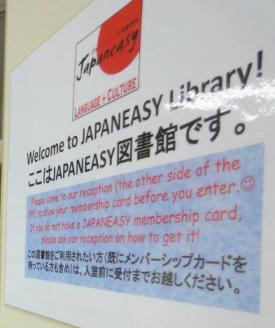 Japaneasy
LANGUAGE + CULTURE
Welcome to JAPANEASY Library!
ここはJAPANEASY図書館です。
Please come to our reception (the other side of the
lift) to show your membership card before you enter.☺
If you do not have a JAPANEASY membership card,
please ask our reception on how to get it!
この図書館をご利用されたい方(既にメンバーシップカードを
持っている方も含め)は、入室前に受付までお越しください。